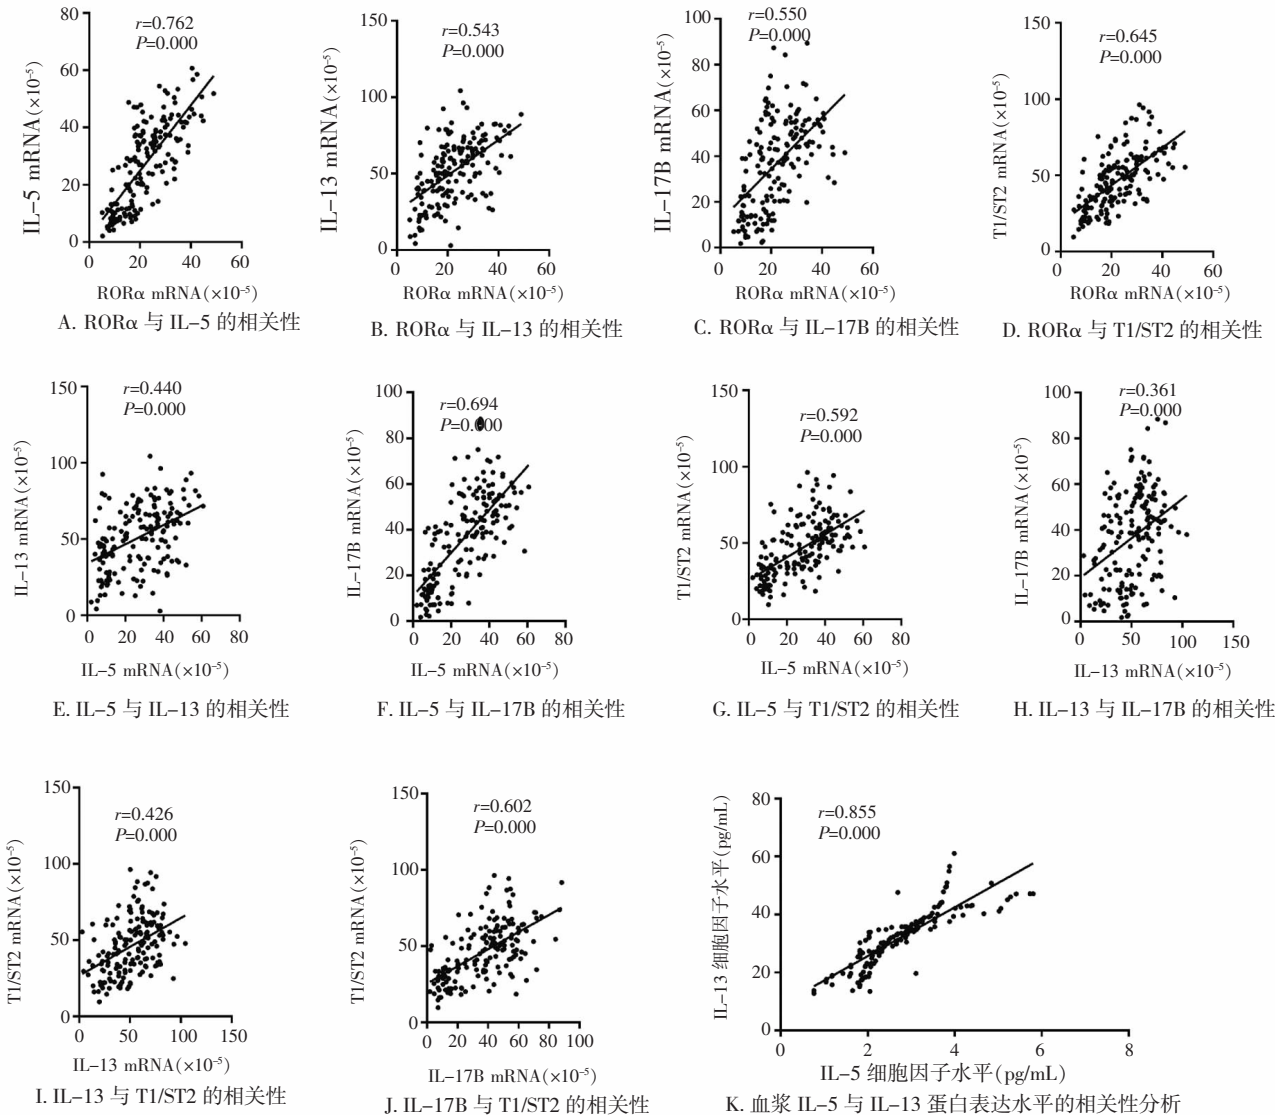 r=0.762
P=0.000
IL-5 mRNA(×10⁻⁵)
80
60
40
20
0
0 20 40 60
RORα mRNA(×10⁻⁵)
A. RORα 与 IL-5 的相关性
r=0.543
P=0.000
IL-13 mRNA(×10⁻⁵)
150
100
50
0
0 20 40 60
RORα mRNA(×10⁻⁵)
B. RORα 与 IL-13 的相关性
r=0.550
P=0.000
IL-17B mRNA(×10⁻⁵)
100
80
60
40
20
0
0 20 40 60
RORα mRNA(×10⁻⁵)
C. RORα 与 IL-17B 的相关性
r=0.645
P=0.000
T1/ST2 mRNA(×10⁻⁵)
150
100
50
0
0 20 40 60
RORα mRNA(×10⁻⁵)
D. RORα 与 T1/ST2 的相关性
r=0.440
P=0.000
IL-13 mRNA(×10⁻⁵)
150
100
50
0
0 20 40 60 80
IL-5 mRNA(×10⁻⁵)
E. IL-5 与 IL-13 的相关性
r=0.694
P=0.000
IL-17B mRNA(×10⁻⁵)
100
80
60
40
20
0
0 20 40 60 80
IL-5 mRNA(×10⁻⁵)
F. IL-5 与 IL-17B 的相关性
r=0.592
P=0.000
T1/ST2 mRNA(×10⁻⁵)
150
100
50
0
0 20 40 60 80
IL-5 mRNA(×10⁻⁵)
G. IL-5 与 T1/ST2 的相关性
r=0.361
P=0.000
IL-17B mRNA(×10⁻⁵)
100
80
60
40
20
0
0 50 100 150
IL-13 mRNA(×10⁻⁵)
H. IL-13 与 IL-17B 的相关性
r=0.426
P=0.000
T1/ST2 mRNA(×10⁻⁵)
150
100
50
0
0 50 100 150
IL-13 mRNA(×10⁻⁵)
I. IL-13 与 T1/ST2 的相关性
r=0.602
P=0.000
T1/ST2 mRNA(×10⁻⁵)
150
100
50
0
0 20 40 60 80 100
IL-17B mRNA(×10⁻⁵)
J. IL-17B 与 T1/ST2 的相关性
r=0.855
P=0.000
IL-13 细胞因子水平(pg/mL)
80
60
40
20
0
0 2 4 6 8
IL-5 细胞因子水平(pg/mL)
K. 血浆 IL-5 与 IL-13 蛋白表达水平的相关性分析